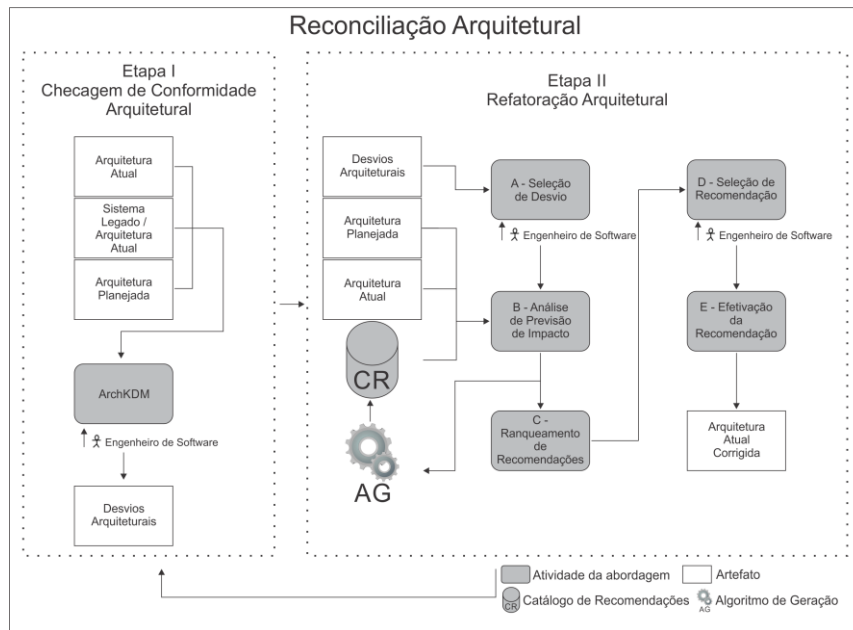 Reconciliação Arquitetural
Etapa I
Checagem de Conformidade
Arquitetural
Arquitetura
Atual
Sistema
Legado /
Arquitetura
Atual
Arquitetura
Planejada
ArchKDM
Engenheiro de Software
Desvios
Arquiteturais
Etapa II
Refatoração Arquitetural
Desvios
Arquiteturais
Arquitetura
Planejada
Arquitetura
Atual
CR
AG
A - Seleção
de Desvio
Engenheiro de Software
B - Análise
de Previsão
de Impacto
C -
Ranqueamento
de
Recomendações
D - Seleção de
Recomendação
Engenheiro de Software
E - Efetivação
da
Recomendação
Arquitetura
Atual
Corrigida
Atividade da abordagem
Artefato
CR
Catálogo de Recomendações
AG
Algoritmo de Geração